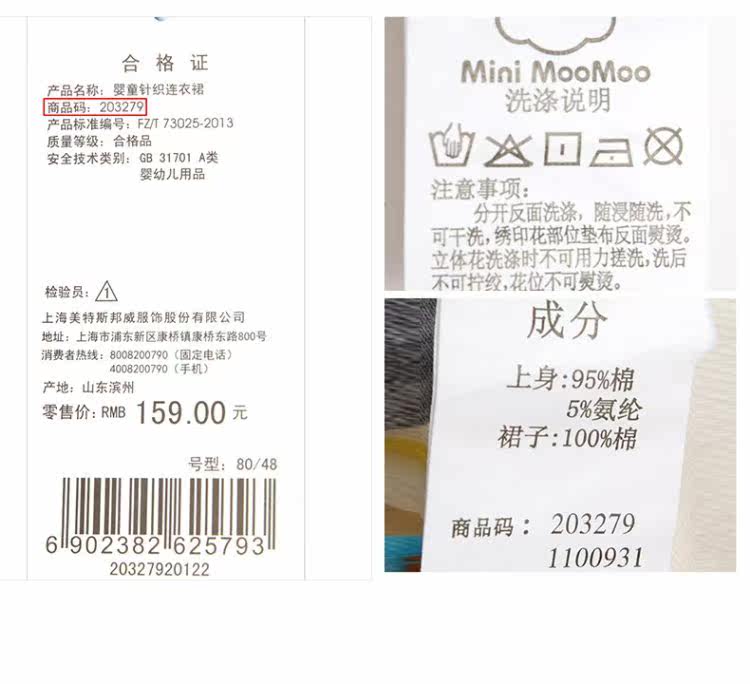 合格证
产品名称：婴童针织连衣裙
商品码：203279
产品标准编号：FZ/T 73025-2013
质量等级：合格品
安全技术类别：GB 31701 A类
婴幼儿用品
检验员：1
上海美特斯邦威服饰股份有限公司
地址：上海市浦东新区康桥镇康桥东路800号
消费者热线：8008200790（固定电话）
4008200790（手机）
产地：山东滨州
零售价：RMB 159.00 元
号型：80/48
6 902382 625793
20327920122
Mini MooMoo
洗涤说明
注意事项：
分开反面洗涤，随浸随洗，不
可干洗，绣印花部位垫布反面熨烫。
立体花洗涤时不可用力搓洗，洗后
不可拧绞，花位不可熨烫。
成分
上身：95%棉
5%氨纶
裙子：100%棉
商品码：203279
1100931